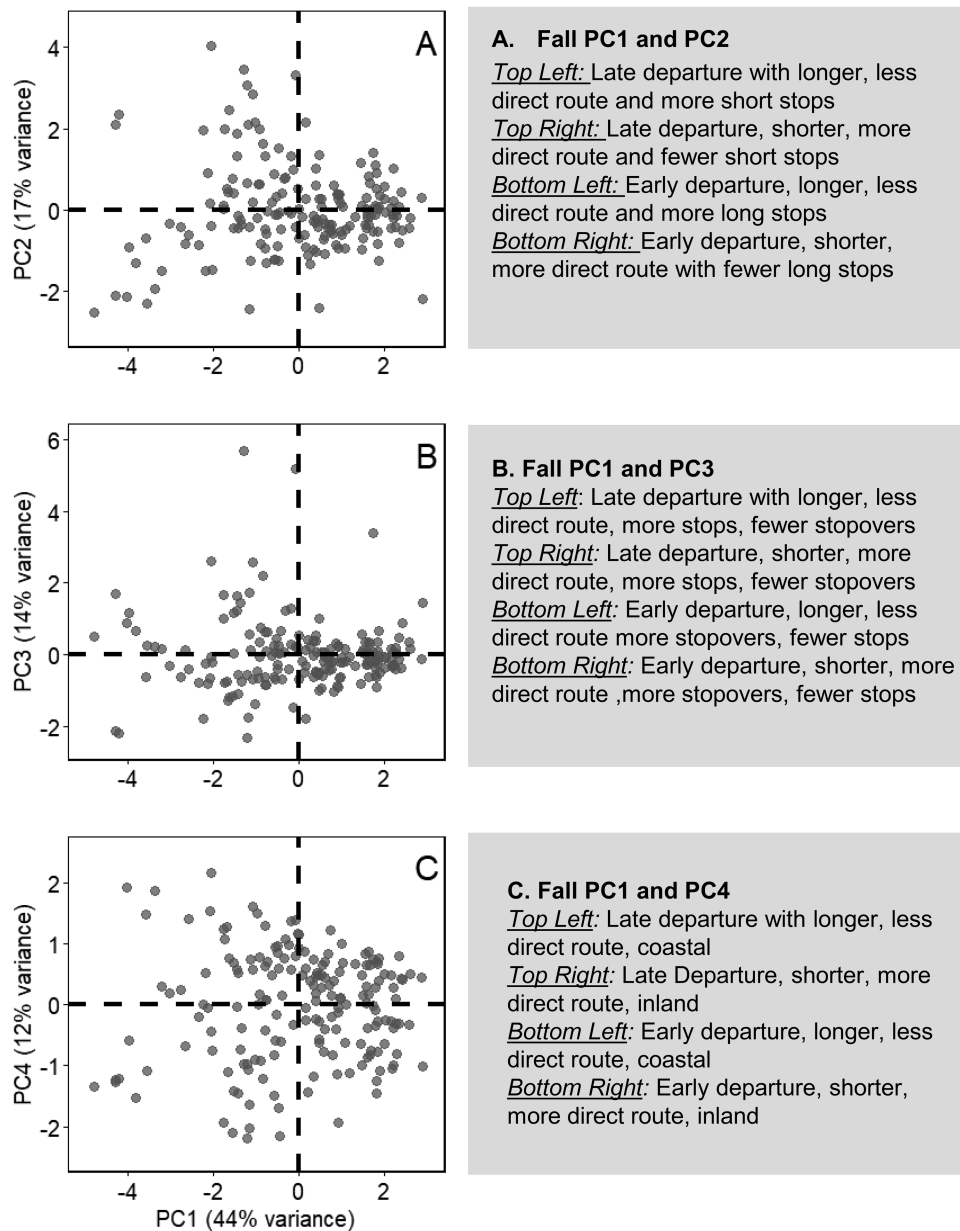 A
4
2
0
-2
-4
-2
0
2
PC2 (17% variance)
A. Fall PC1 and PC2
Top Left: Late departure with longer, less
direct route and more short stops
Top Right: Late departure, shorter, more
direct route and fewer short stops
Bottom Left: Early departure, longer, less
direct route and more long stops
Bottom Right: Early departure, shorter,
more direct route with fewer long stops
B
6
4
2
0
-2
-4
-2
0
2
PC3 (14% variance)
B. Fall PC1 and PC3
Top Left: Late departure with longer, less
direct route, more stops, fewer stopovers
Top Right: Late departure, shorter, more
direct route, more stops, fewer stopovers
Bottom Left: Early departure, longer, less
direct route more stopovers, fewer stops
Bottom Right: Early departure, shorter, more
direct route ,more stopovers, fewer stops
C
2
1
0
-1
-2
-4
-2
0
2
PC4 (12% variance)
PC1 (44% variance)
C. Fall PC1 and PC4
Top Left: Late departure with longer, less
direct route, coastal
Top Right: Late Departure, shorter, more
direct route, inland
Bottom Left: Early departure, longer, less
direct route, coastal
Bottom Right: Early departure, shorter,
more direct route, inland